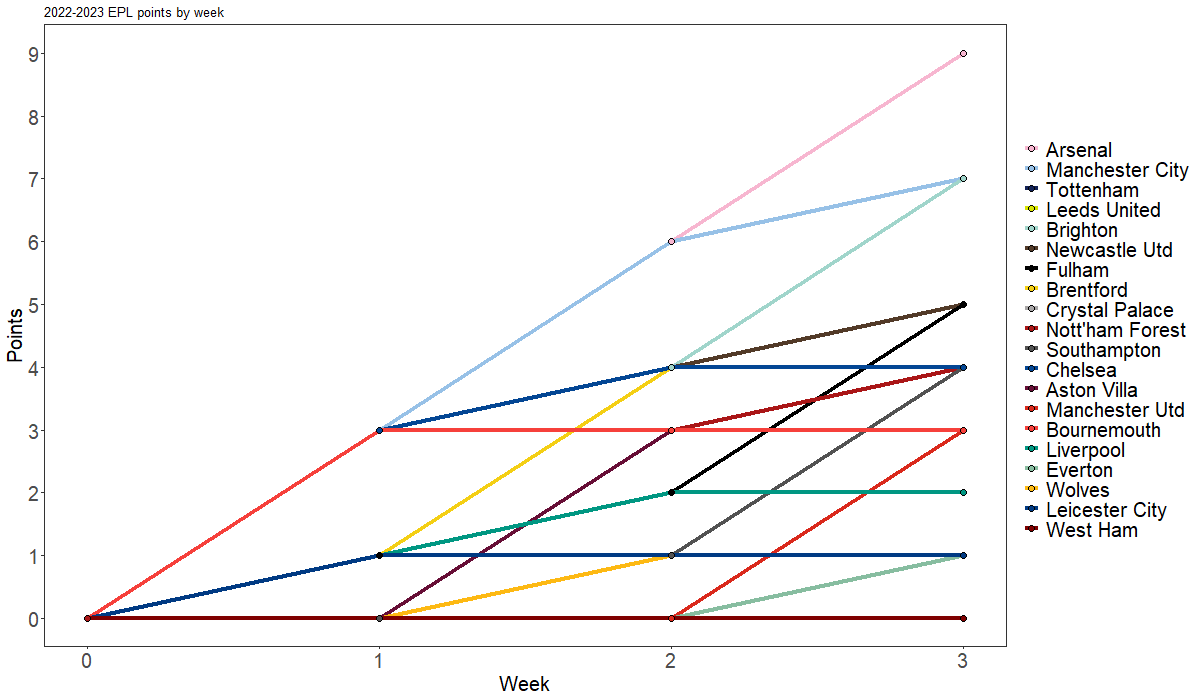 2022-2023 EPL points by week
9
8
7
6
5
4
3
2
1
0
Points
0
1
2
3
Week
Arsenal
Manchester City
Tottenham
Leeds United
Brighton
Newcastle Utd
Fulham
Brentford
Crystal Palace
Nott'ham Forest
Southampton
Chelsea
Aston Villa
Manchester Utd
Bournemouth
Liverpool
Everton
Wolves
Leicester City
West Ham